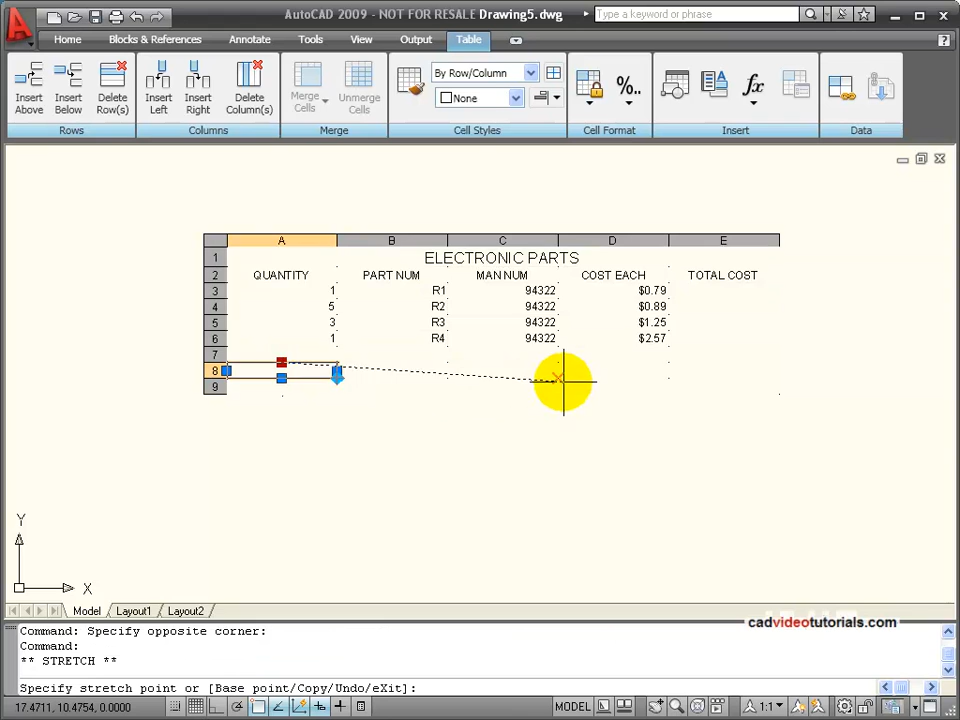 AutoCAD 2009 - NOT FOR RESALE Drawing5.dwg
Type a keyword or phrase
Home Blocks & References Annotate Tools View Output Table
By Row/Column
None
%..
fx
Insert Above
Insert Below
Delete Row(s)
Insert Left
Insert Right
Delete Column(s)
Merge Cells
Unmerge Cells
Rows Columns Merge Cell Styles Cell Format Insert Data
A B C D E
1 ELECTRONIC PARTS
2 QUANTITY PART NUM MAN NUM COST EACH TOTAL COST
3 1 R1 94322 $0.79
4 5 R2 94322 $0.89
5 3 R3 94322 $1.25
6 1 R4 94322 $2.57
7
8
9
Y
X
Model Layout1 Layout2
cadvideotutorials.com
Command: Specify opposite corner:
Command:
** STRETCH **
Specify stretch point or [Base point/Copy/Undo/eXit]:
17.4711, 10.4754, 0.0000
MODEL
1:1